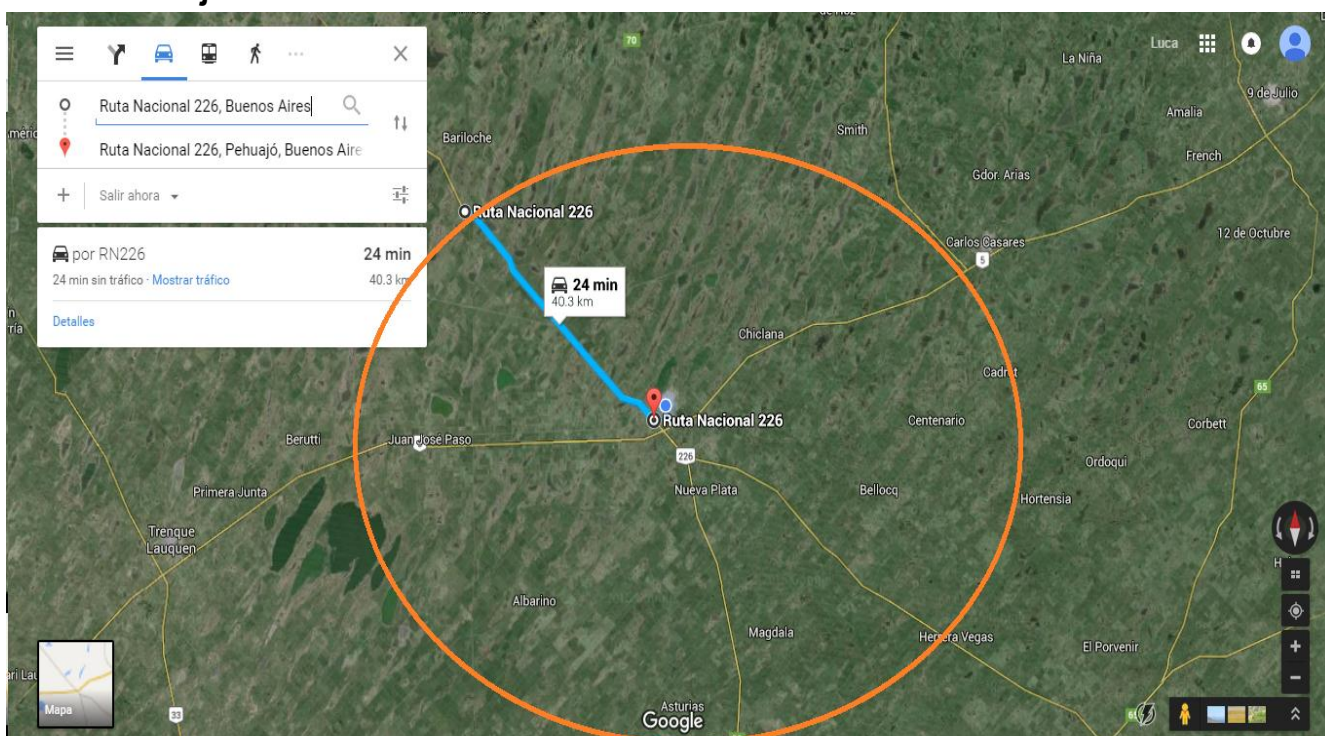 Ruta Nacional 226, Buenos Aires
Ruta Nacional 226, Pehuajó, Buenos Aire
Salir ahora
por RN226
24 min
24 min sin tráfico · Mostrar tráfico
40.3 km
Detalles
Luca
70
La Niña
9 de Julio
Amalia
Smith
Bariloche
French
Gdor. Arias
Ruta Nacional 226
12 de Octubre
Carlos Casares
5
24 min
40.3 km
Chiclana
Cadret
65
Ruta Nacional 226
Centenario
Corbett
Berutti
Juan José Paso
226
Ordoqui
Primera Junta
Nueva Plata
Bellocq
Hortensia
Trenque
Lauquen
Albarino
Magdala
Herrera Vegas
El Porvenir
Mapa
33
Asturias
Google